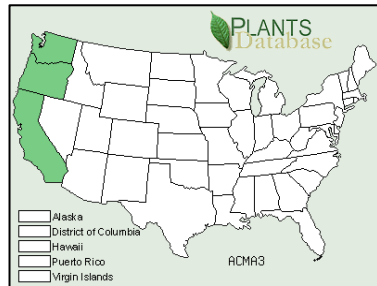 PLANTS
Database
Alaska
District of Columbia
Hawaii
Puerto Rico
Virgin Islands
ACMA3